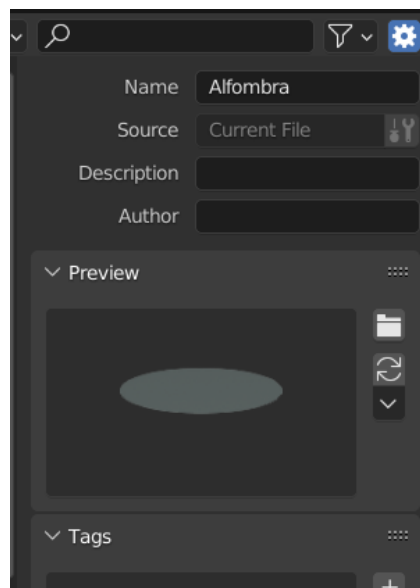 Name Alfombra
Source Current File
Description
Author
Preview
Tags